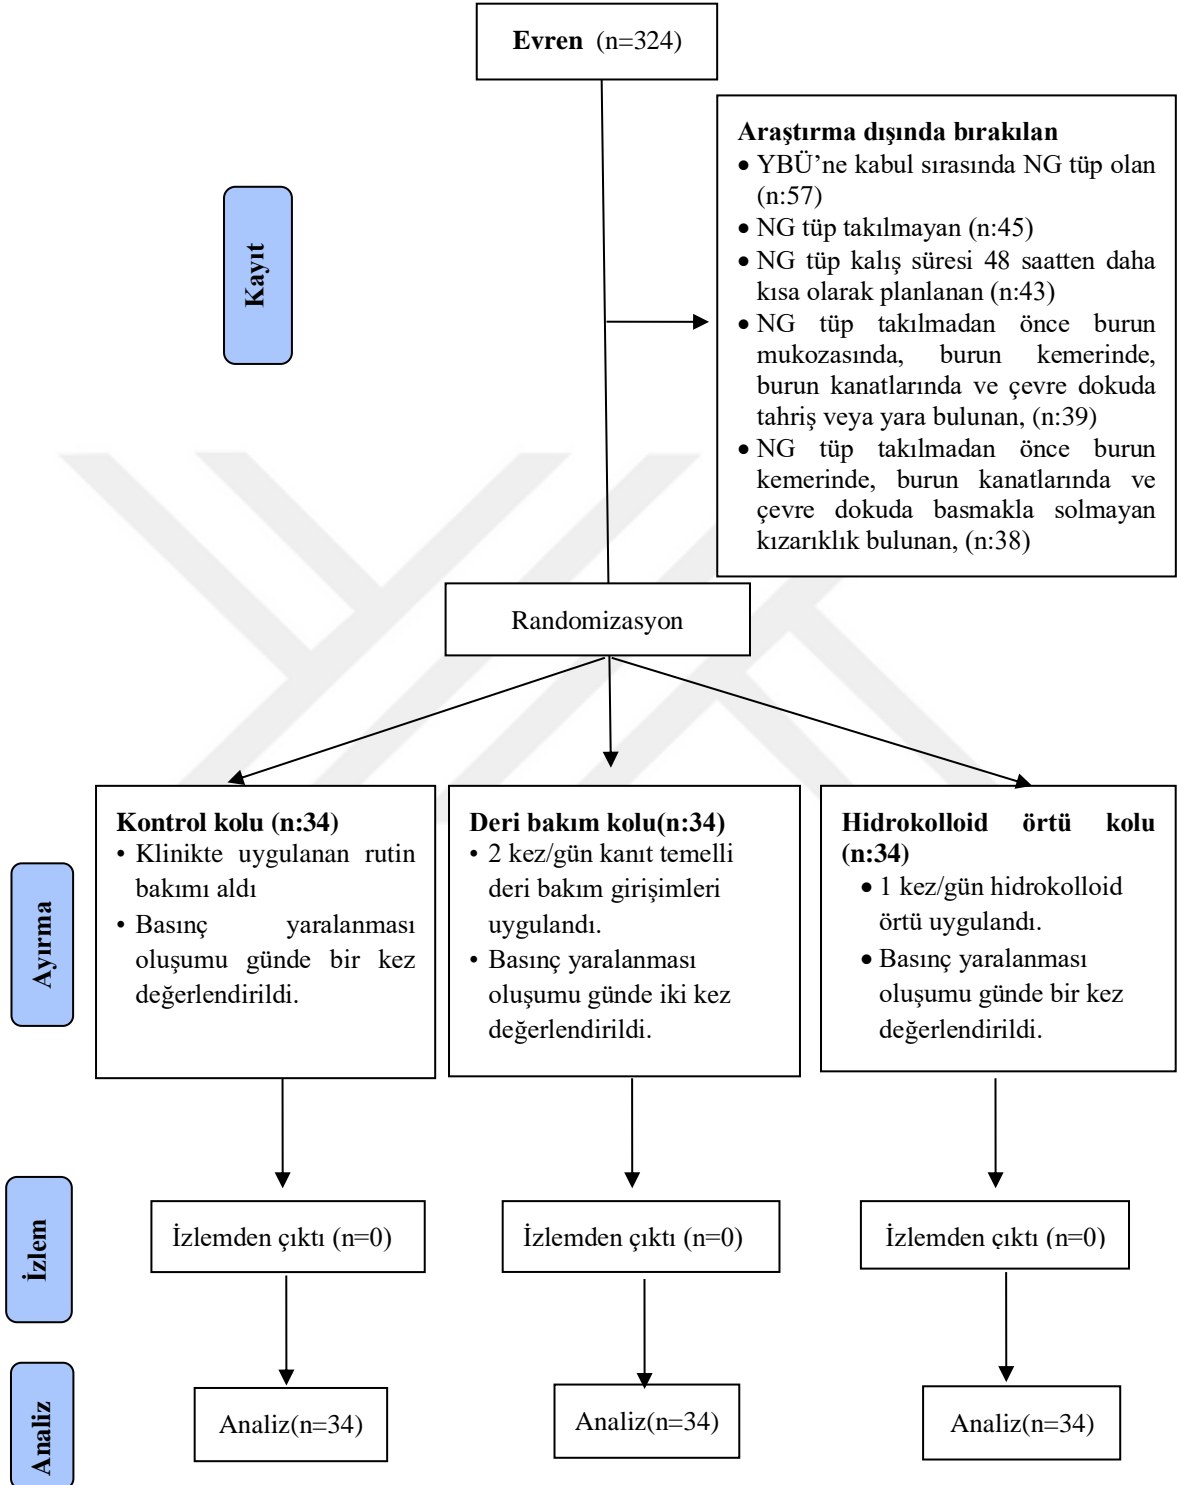 Evren (n=324)
Araştırma dışında bırakılan
• YBÜ’ne kabul sırasında NG tüp olan
(n:57)
• NG tüp takılmayan (n:45)
• NG tüp kalış süresi 48 saatten daha
kısa olarak planlanan (n:43)
• NG tüp takılmadan önce burun
mukozasında, burun kemerinde,
burun kanatlarında ve çevre dokuda
tahriş veya yara bulunan, (n:39)
• NG tüp takılmadan önce burun
kemerinde, burun kanatlarında ve
çevre dokuda basmakla solmayan
kızarıklık bulunan, (n:38)
Kayıt
Randomizasyon
Ayırma
Kontrol kolu (n:34)
• Klinikte uygulanan rutin
bakımı aldı
• Basınç yaralanması
oluşumu günde bir kez
değerlendirildi.
Deri bakım kolu(n:34)
• 2 kez/gün kanıt temelli
deri bakım girişimleri
uygulandı.
• Basınç yaralanması
oluşumu günde iki kez
değerlendirildi.
Hidrokolloid örtü kolu
(n:34)
• 1 kez/gün hidrokolloid
örtü uygulandı.
• Basınç yaralanması
oluşumu günde bir kez
değerlendirildi.
İzlem
İzlemden çıktı (n=0)
İzlemden çıktı (n=0)
İzlemden çıktı (n=0)
Analiz
Analiz(n=34)
Analiz(n=34)
Analiz(n=34)